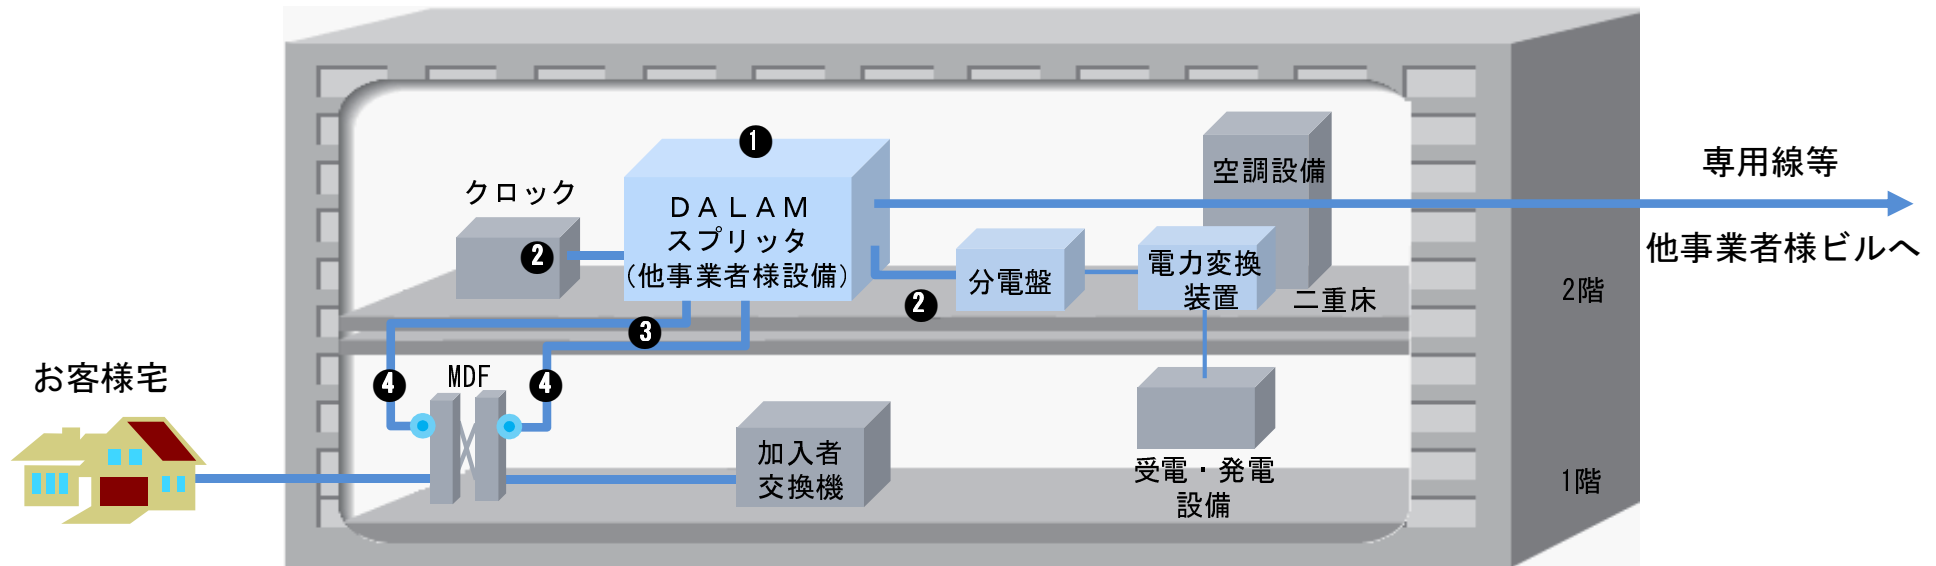 ❶
クロック
❷
ＤＡＬＡＭ
スプリッタ
(他事業者様設備)
空調設備
専用線等
他事業者様ビルへ
分電盤
❷
電力変換
装置
二重床
2階
❸
お客様宅
❹
MDF
❹
加入者
交換機
受電・発電
設備
1階